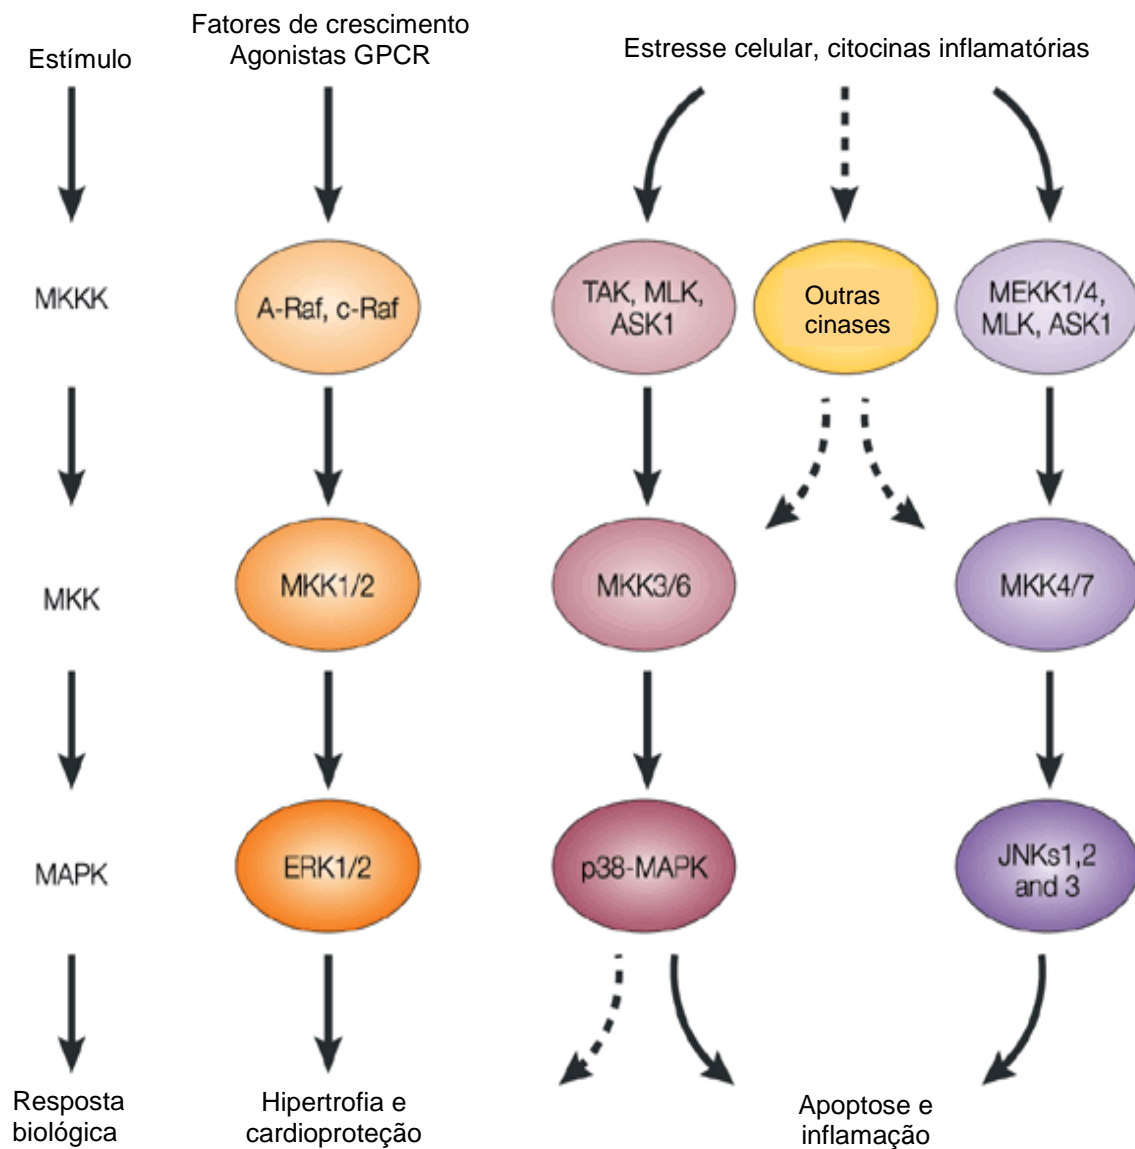 Estímulo
Fatores de crescimento
Agonistas GPCR
Estresse celular, citocinas inflamatórias
MKKK
A-Raf, c-Raf
TAK, MLK,
ASK1
Outras
cinases
MEKK1/4,
MLK, ASK1
MKK
MKK1/2
MKK3/6
MKK4/7
MAPK
ERK1/2
p38-MAPK
JNKs1,2
and 3
Resposta
biológica
Hipertrofia e
cardioproteção
Apoptose e
inflamação